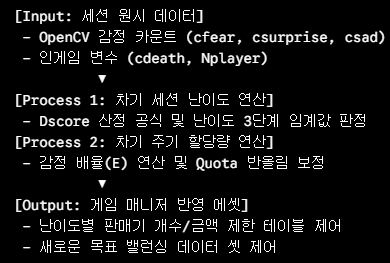 [Input: 세션 원시 데이터]
- OpenCV 감정 카운트 (cfear, csurprise, csad)
- 인게임 변수 (cdeath, Nplayer)
▼
[Process 1: 차기 세션 난이도 연산]
- Dscore 산정 공식 및 난이도 3단계 임계값 판정
[Process 2: 차기 주기 할당량 연산]
- 감정 배율(E) 연산 및 Quota 반올림 보정
▼
[Output: 게임 매니저 반영 에셋]
- 난이도별 판매기 개수/금액 제한 테이블 제어
- 새로운 목표 밸런싱 데이터 셋 제어